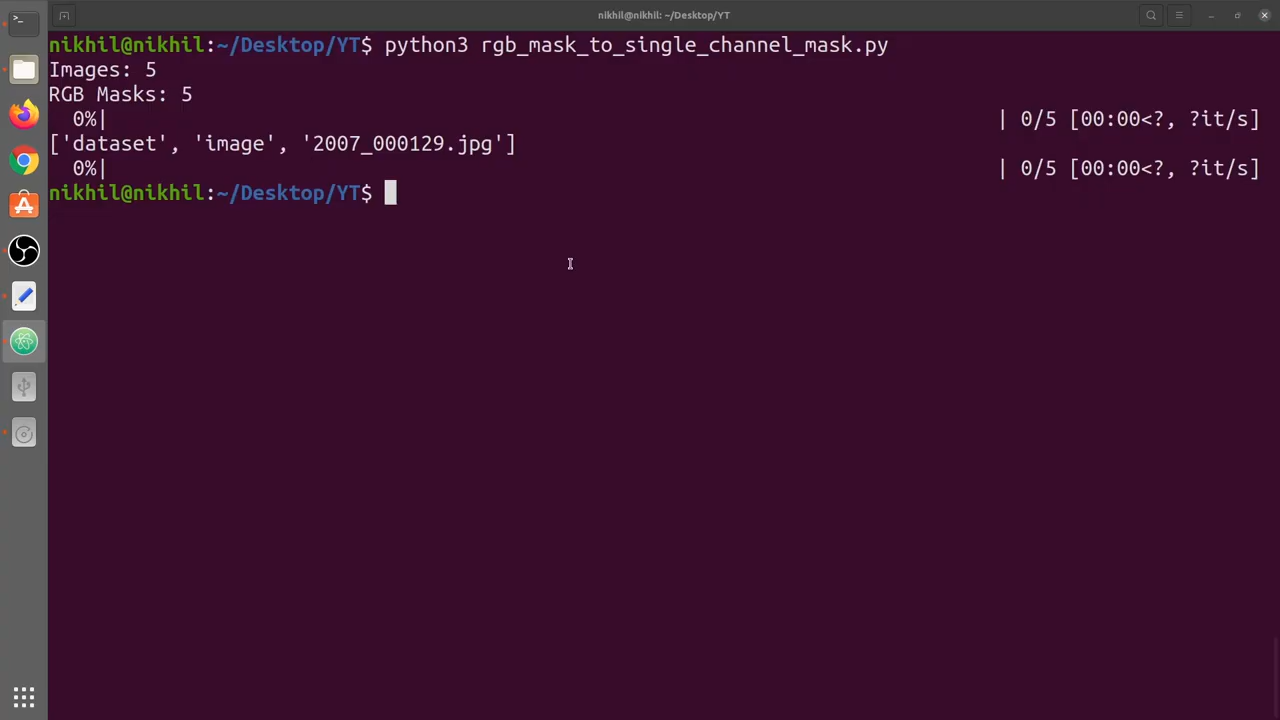 nikhil@nikhil: ~/Desktop/YT
nikhil@nikhil:~/Desktop/YT$ python3 rgb_mask_to_single_channel_mask.py
Images: 5
RGB Masks: 5
0%| | 0/5 [00:00<?, ?it/s]
['dataset', 'image', '2007_000129.jpg']
0%| | 0/5 [00:00<?, ?it/s]
nikhil@nikhil:~/Desktop/YT$